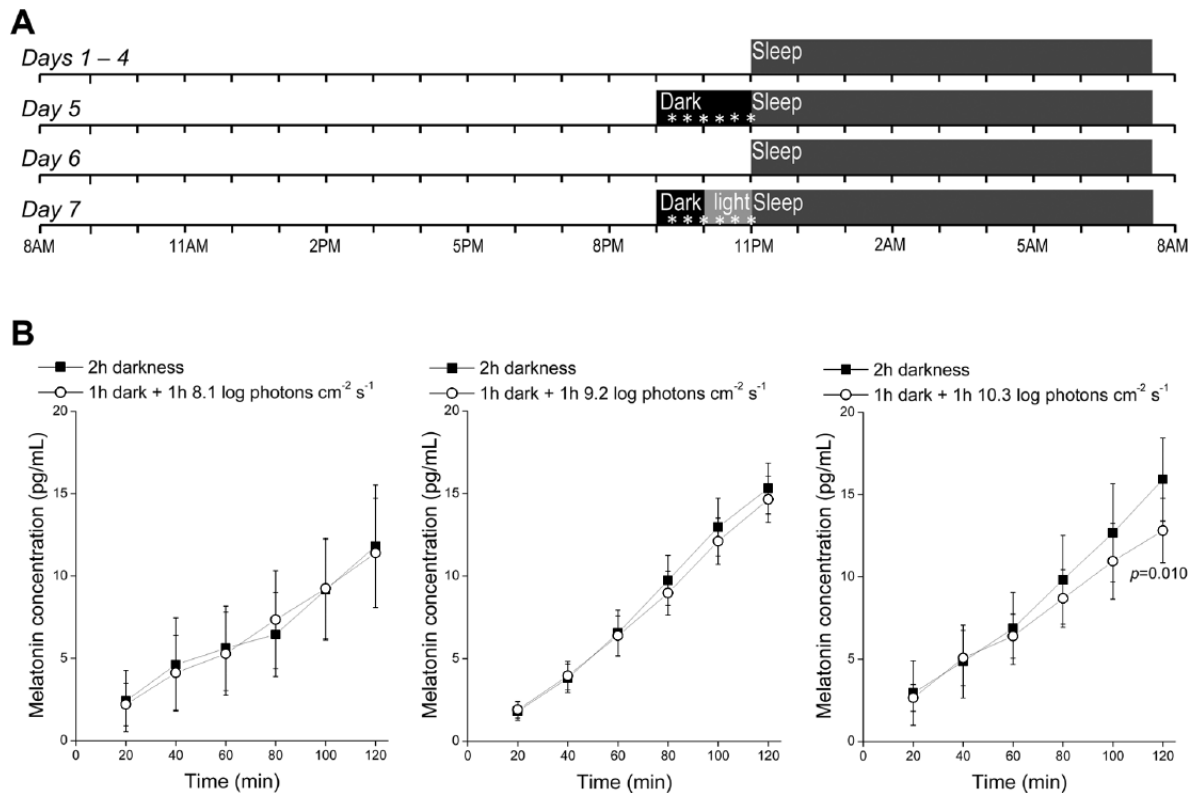 A
Days 1 – 4
Sleep
Day 5
Dark
Sleep
* * * * * *
Day 6
Sleep
Day 7
Dark
light
Sleep
* * * * * *
8AM 11AM 2PM 5PM 8PM 11PM 2AM 5AM 8AM
B
2h darkness
1h dark + 1h 8.1 log photons cm⁻² s⁻¹
20
15
10
5
0
Melatonin concentration (pg/mL)
20 40 60 80 100 120
Time (min)
2h darkness
1h dark + 1h 9.2 log photons cm⁻² s⁻¹
20
15
10
5
0
Melatonin concentration (pg/mL)
20 40 60 80 100 120
Time (min)
2h darkness
1h dark + 1h 10.3 log photons cm⁻² s⁻¹
20
15
10
5
0
Melatonin concentration (pg/mL)
p=0.010
20 40 60 80 100 120
Time (min)